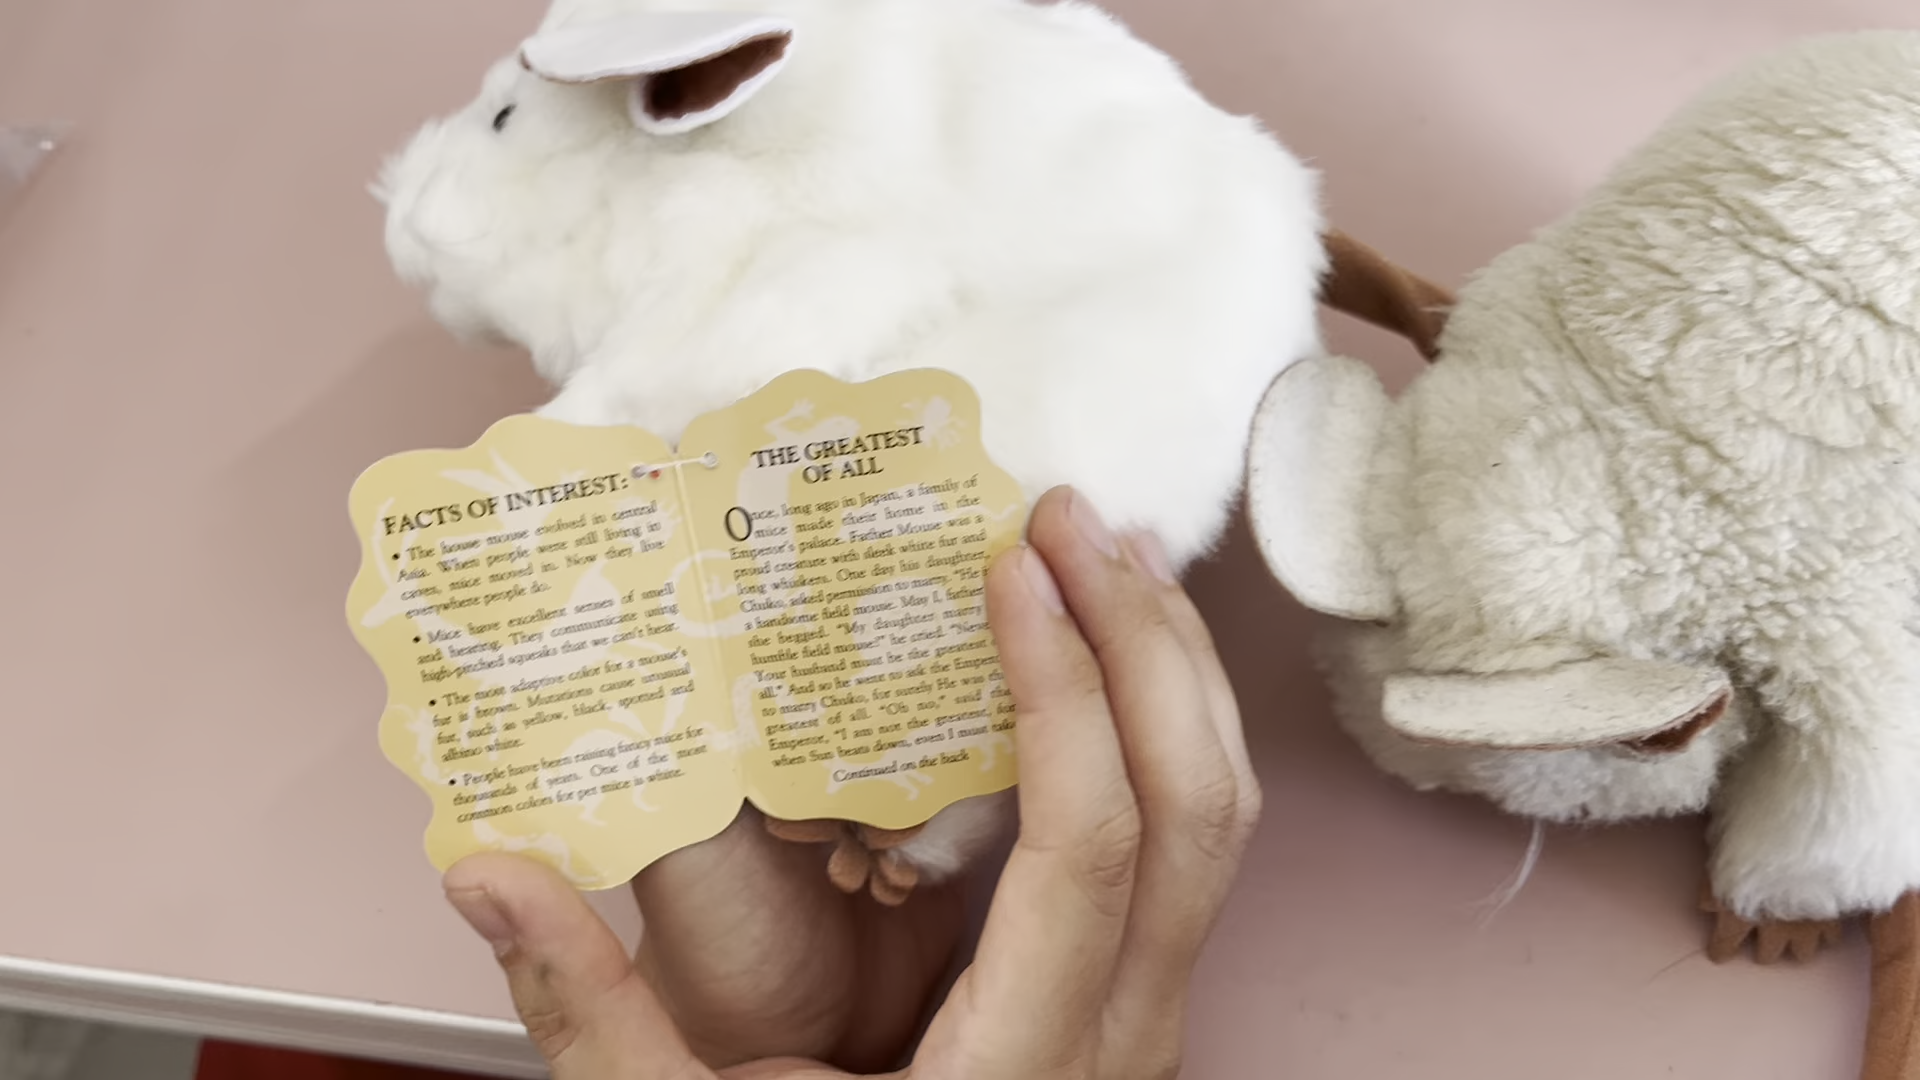 FACTS OF INTEREST:
• The house mouse evolved in central
Asia. When people were still living in
caves, mice moved in. Now they live
everywhere people do.
• Mice have excellent senses of smell
and hearing. They communicate using
high-pitched squeaks that we can't hear.
• The most adaptive color for a mouse's
fur is brown. Mutations cause unusual
fur, such as yellow, black, spotted and
albino white.
• People have been raising fancy mice for
thousands of years. One of the most
common colors for pet mice is white.
THE GREATEST
OF ALL
Once, long ago in Japan, a family of
mice made their home in the
Emperor's palace. Father Mouse was a
proud creature with sleek white fur and
long whiskers. One day his daughter,
Chuko, asked permission to marry. "He i
a handsome field mouse. May I, father
she begged. "My daughter marry
humble field mouse!" he cried. "Never
Your husband must be the greatest
all." And so he went to ask the Emper
to marry Chuko, for surely He was th
greatest of all. "Oh no," said the
Emperor, "I am not the greatest, for
when Sun beats down, even I must take
Continued on the back